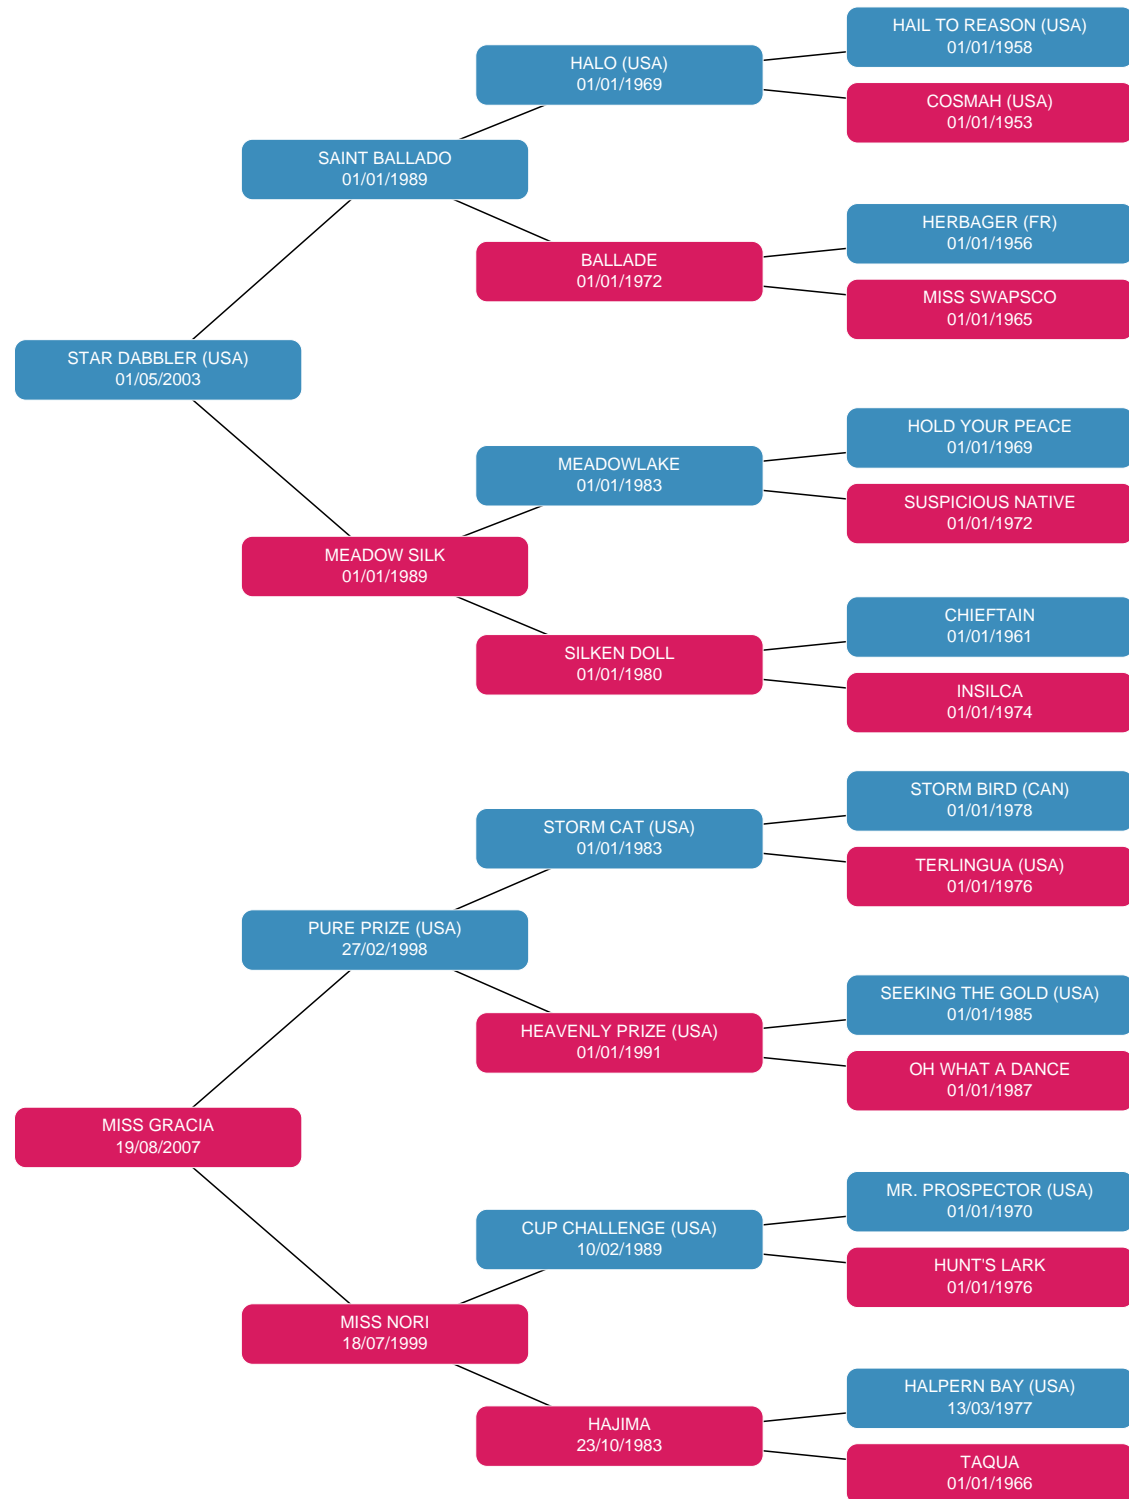 HAIL TO REASON (USA)
01/01/1958
HALO (USA)
01/01/1969
COSMAH (USA)
01/01/1953
SAINT BALLADO
01/01/1989
HERBAGER (FR)
01/01/1956
BALLADE
01/01/1972
MISS SWAPSCO
01/01/1965
STAR DABBLER (USA)
01/05/2003
HOLD YOUR PEACE
01/01/1969
MEADOWLAKE
01/01/1983
SUSPICIOUS NATIVE
01/01/1972
MEADOW SILK
01/01/1989
CHIEFTAIN
01/01/1961
SILKEN DOLL
01/01/1980
INSILCA
01/01/1974
STORM BIRD (CAN)
01/01/1978
STORM CAT (USA)
01/01/1983
TERLINGUA (USA)
01/01/1976
PURE PRIZE (USA)
27/02/1998
SEEKING THE GOLD (USA)
01/01/1985
HEAVENLY PRIZE (USA)
01/01/1991
OH WHAT A DANCE
01/01/1987
MISS GRACIA
19/08/2007
MR. PROSPECTOR (USA)
01/01/1970
CUP CHALLENGE (USA)
10/02/1989
HUNT'S LARK
01/01/1976
MISS NORI
18/07/1999
HALPERN BAY (USA)
13/03/1977
HAJIMA
23/10/1983
TAQUA
01/01/1966